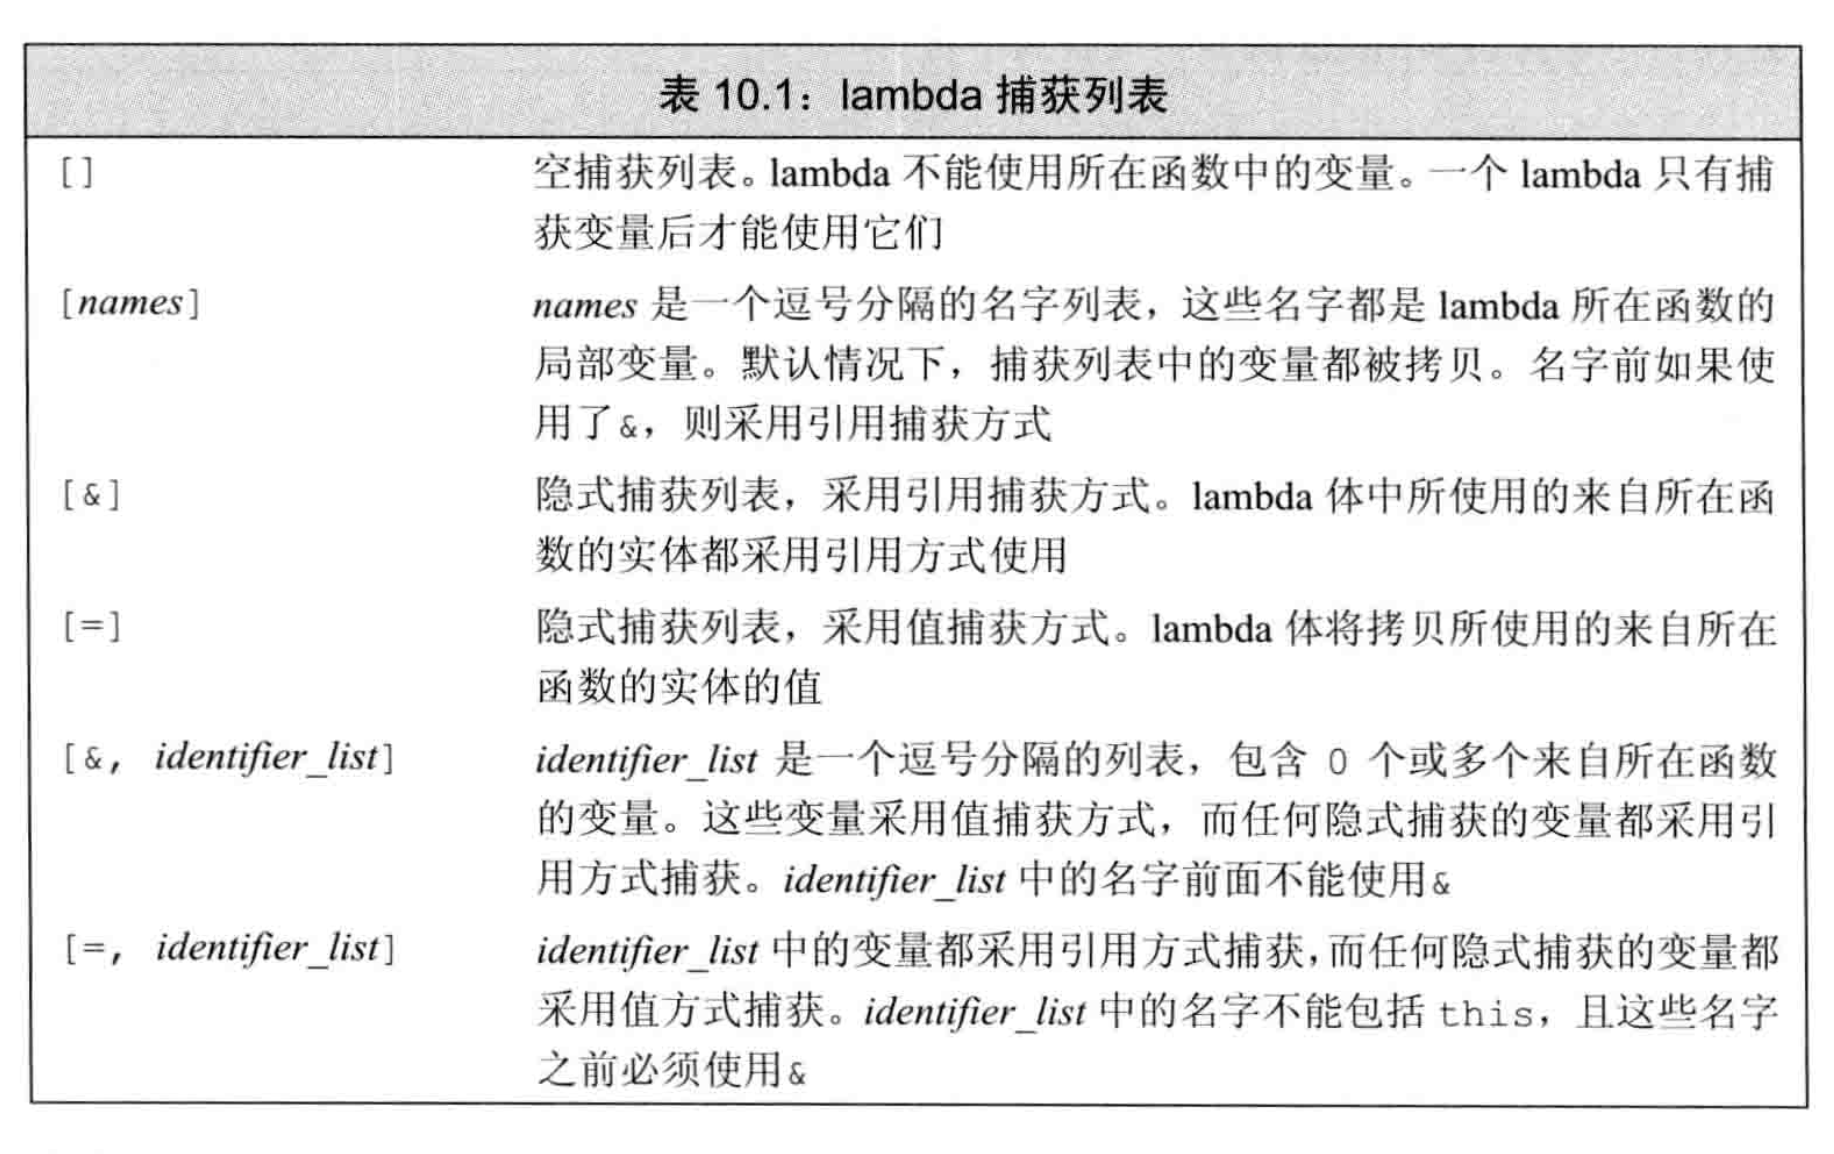 表 10.1：lambda 捕获列表
[] 空捕获列表。lambda 不能使用所在函数中的变量。一个 lambda 只有捕
获变量后才能使用它们
[names] names 是一个逗号分隔的名字列表，这些名字都是 lambda 所在函数的
局部变量。默认情况下，捕获列表中的变量都被拷贝。名字前如果使
用了&，则采用引用捕获方式
[&] 隐式捕获列表，采用引用捕获方式。lambda 体中所使用的来自所在函
数的实体都采用引用方式使用
[=] 隐式捕获列表，采用值捕获方式。lambda 体将拷贝所使用的来自所在
函数的实体的值
[&, identifier_list] identifier_list 是一个逗号分隔的列表，包含 0 个或多个来自所在函数
的变量。这些变量采用值捕获方式，而任何隐式捕获的变量都采用引
用方式捕获。identifier_list 中的名字前面不能使用&
[=, identifier_list] identifier_list 中的变量都采用引用方式捕获，而任何隐式捕获的变量都
采用值方式捕获。identifier_list 中的名字不能包括 this，且这些名字
之前必须使用&